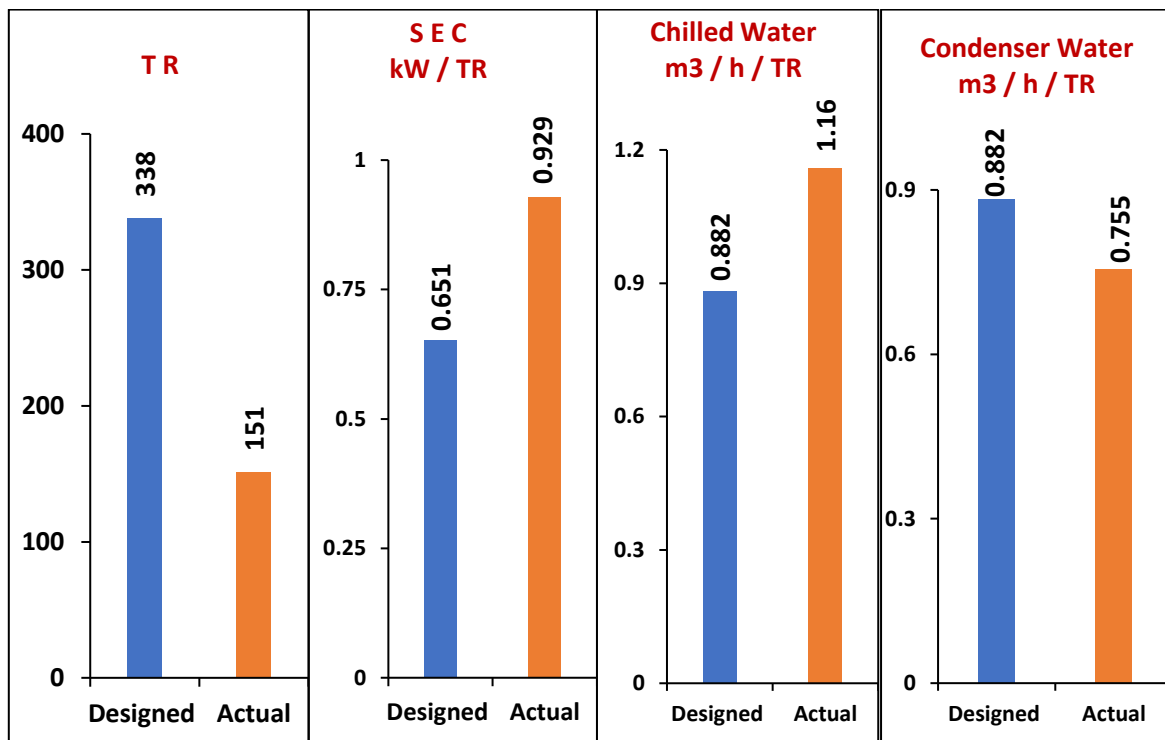 T R
400
300
200
100
0
338
151
Designed Actual
S E C
kW / TR
1
0.75
0.5
0.25
0
0.651
0.929
Designed Actual
Chilled Water
m3 / h / TR
1.2
0.9
0.6
0.3
0
0.882
1.16
Designed Actual
Condenser Water
m3 / h / TR
0.9
0.6
0.3
0
0.882
0.755
Designed Actual